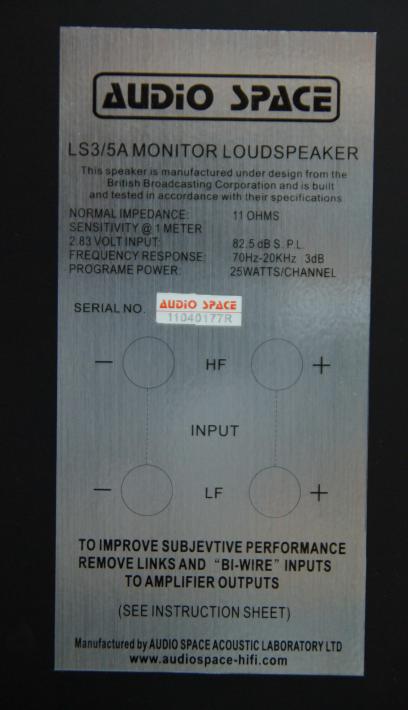 AUDiO SPACE
LS3/5A MONITOR LOUDSPEAKER
This speaker is manufactured under design from the
British Broadcasting Corporation and is built
and tested in accordance with their specifications
NORMAL IMPEDANCE: 11 OHMS
SENSITIVITY @ 1 METER
2.83 VOLT INPUT: 82.5 dB S. P.L.
FREQUENCY RESPONSE: 70Hz-20KHz 3dB
PROGRAME POWER: 25WATTS/CHANNEL
AUDiO SPACE
SERIAL NO. 11040177R
− HF +
INPUT
− LF +
TO IMPROVE SUBJEVTIVE PERFORMANCE
REMOVE LINKS AND “BI-WIRE” INPUTS
TO AMPLIFIER OUTPUTS
(SEE INSTRUCTION SHEET)
Manufactured by AUDIO SPACE ACOUSTIC LABORATORY LTD
www.audiospace-hifi.com